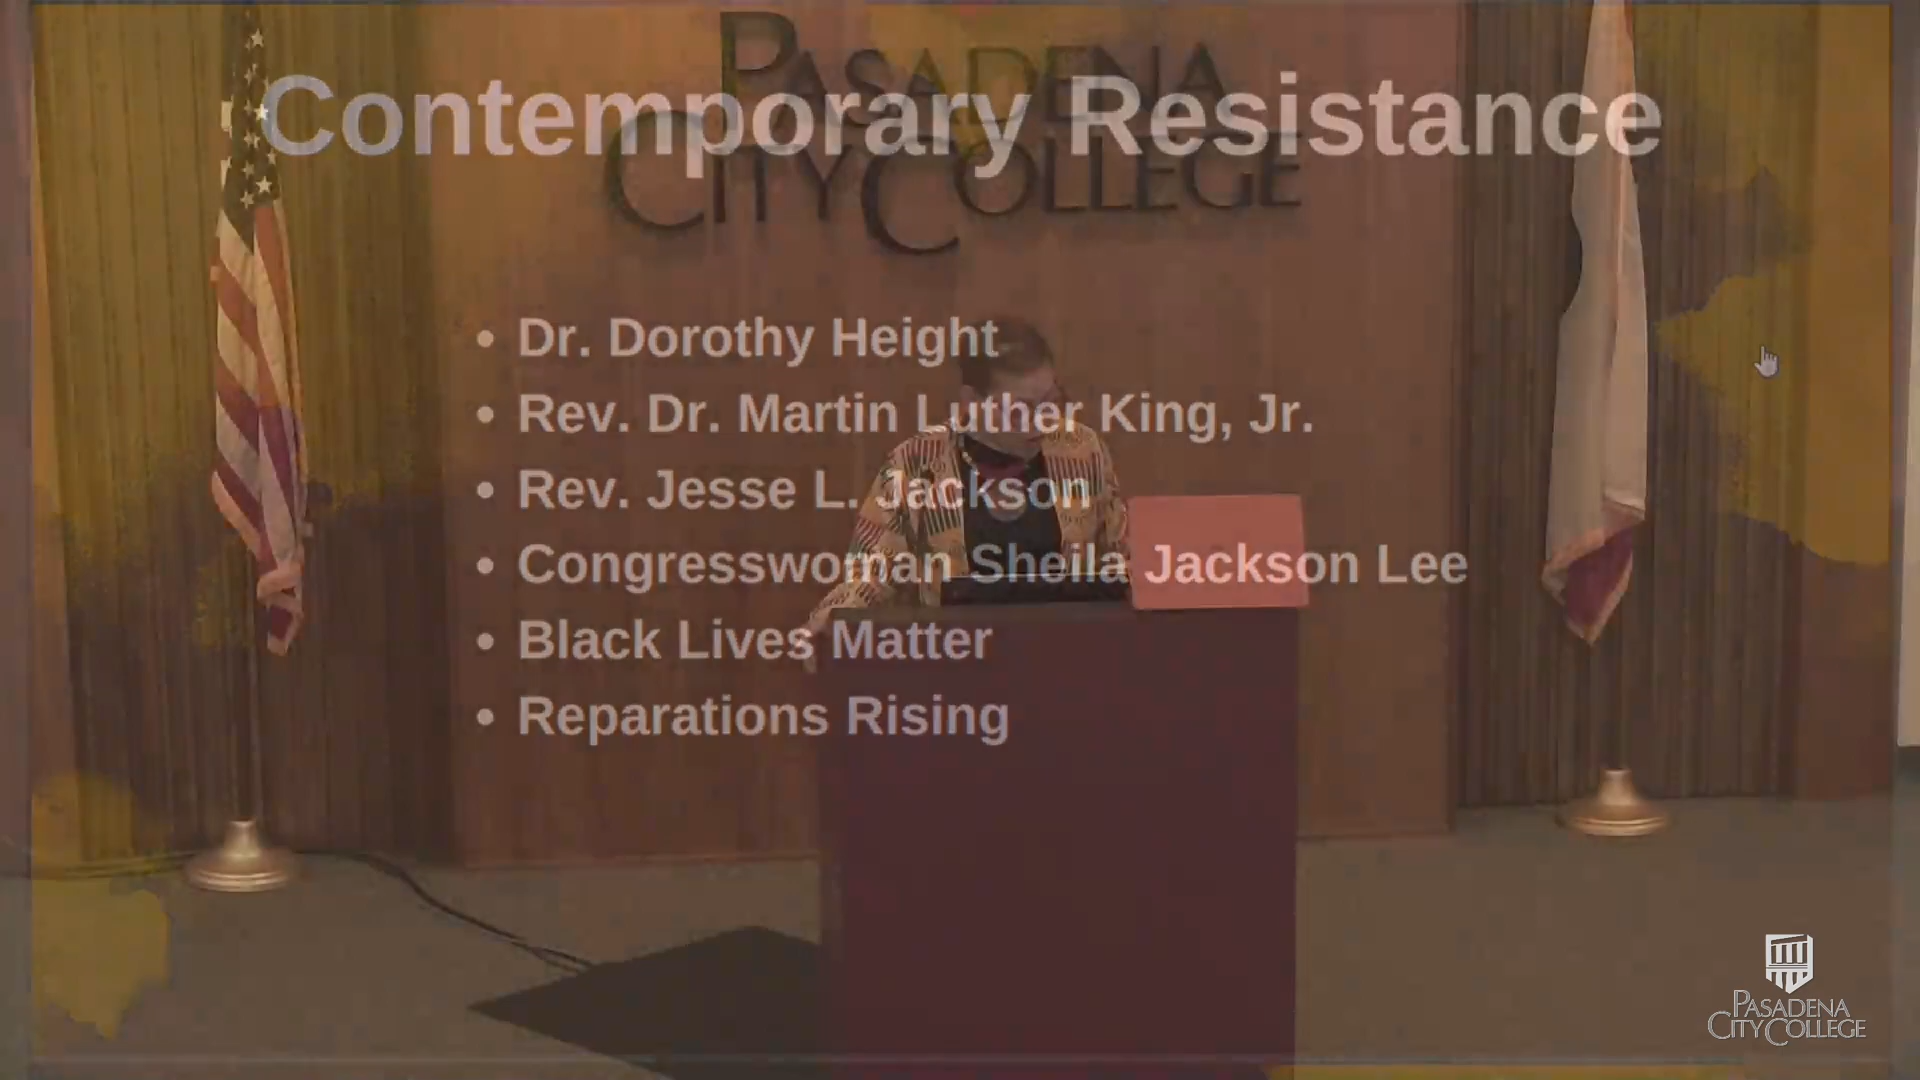 PASADENA
CITY COLLEGE
Contemporary Resistance
• Dr. Dorothy Height
• Rev. Dr. Martin Luther King, Jr.
• Rev. Jesse L. Jackson
• Congresswoman Sheila Jackson Lee
• Black Lives Matter
• Reparations Rising
PASADENA
CITY COLLEGE